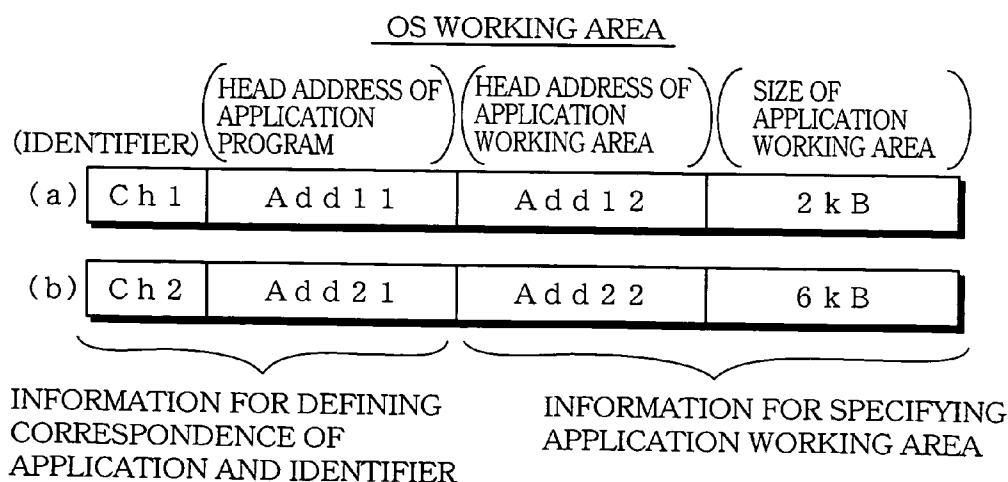 OS WORKING AREA
(IDENTIFIER)
(HEAD ADDRESS OF
APPLICATION
PROGRAM)
(HEAD ADDRESS OF
APPLICATION
WORKING AREA)
(SIZE OF
APPLICATION
WORKING AREA)
(a) Ch1 Add11 Add12 2kB
(b) Ch2 Add21 Add22 6kB
INFORMATION FOR DEFINING
CORRESPONDENCE OF
APPLICATION AND IDENTIFIER
INFORMATION FOR SPECIFYING
APPLICATION WORKING AREA